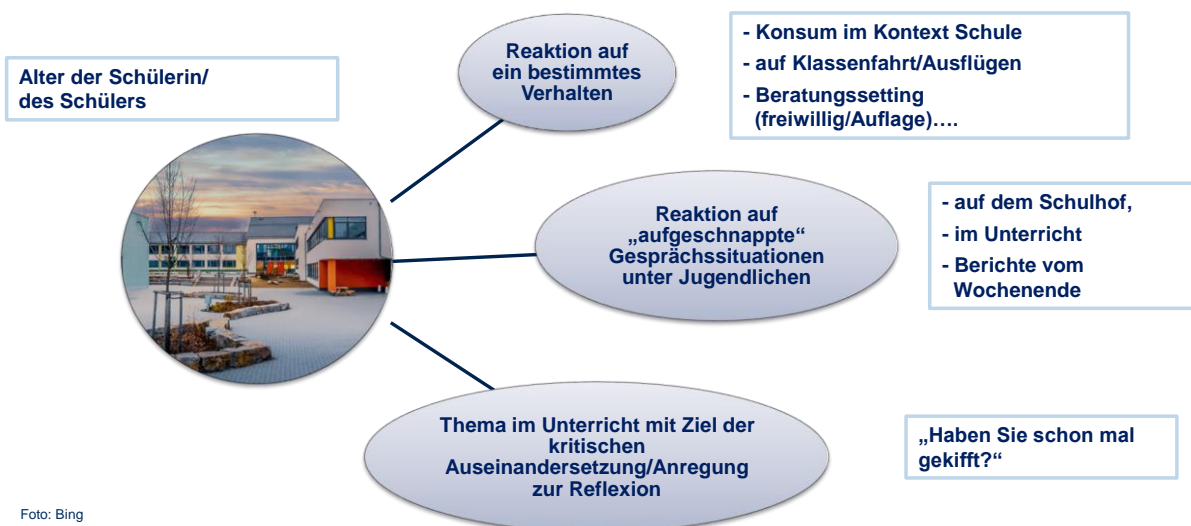 Alter der Schülerin/
des Schülers
Reaktion auf
ein bestimmtes
Verhalten
- Konsum im Kontext Schule
- auf Klassenfahrt/Ausflügen
- Beratungssetting
(freiwillig/Auflage)….
Reaktion auf
„aufgeschnappte“
Gesprächssituationen
unter Jugendlichen
- auf dem Schulhof,
- im Unterricht
- Berichte vom
Wochenende
Thema im Unterricht mit Ziel der
kritischen
Auseinandersetzung/Anregung
zur Reflexion
„Haben Sie schon mal
gekifft?“
Foto: Bing